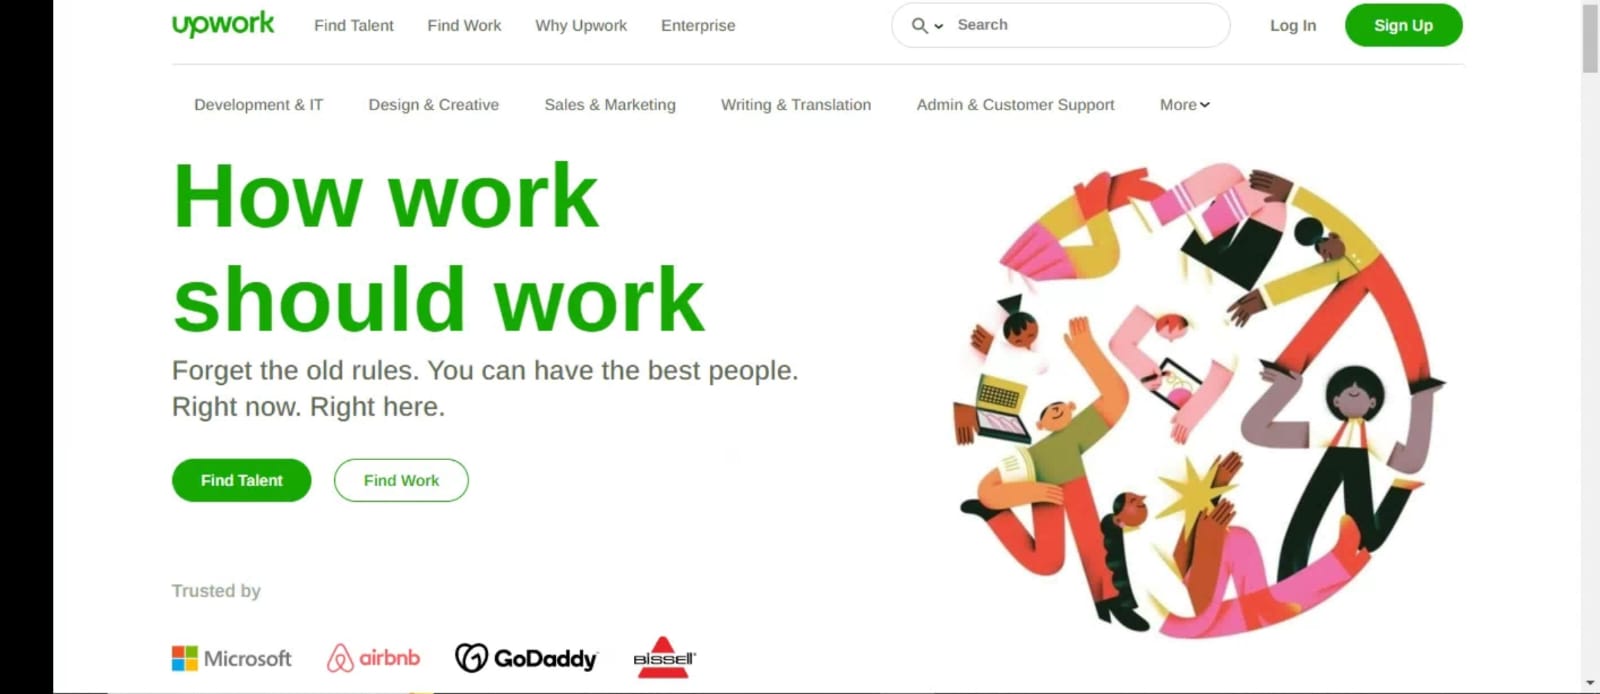 upwork Find Talent Find Work Why Upwork Enterprise Search Log In Sign Up
Development & IT Design & Creative Sales & Marketing Writing & Translation Admin & Customer Support More
How work
should work
Forget the old rules. You can have the best people.
Right now. Right here.
Find Talent Find Work
Trusted by
Microsoft airbnb GoDaddy BISSELL